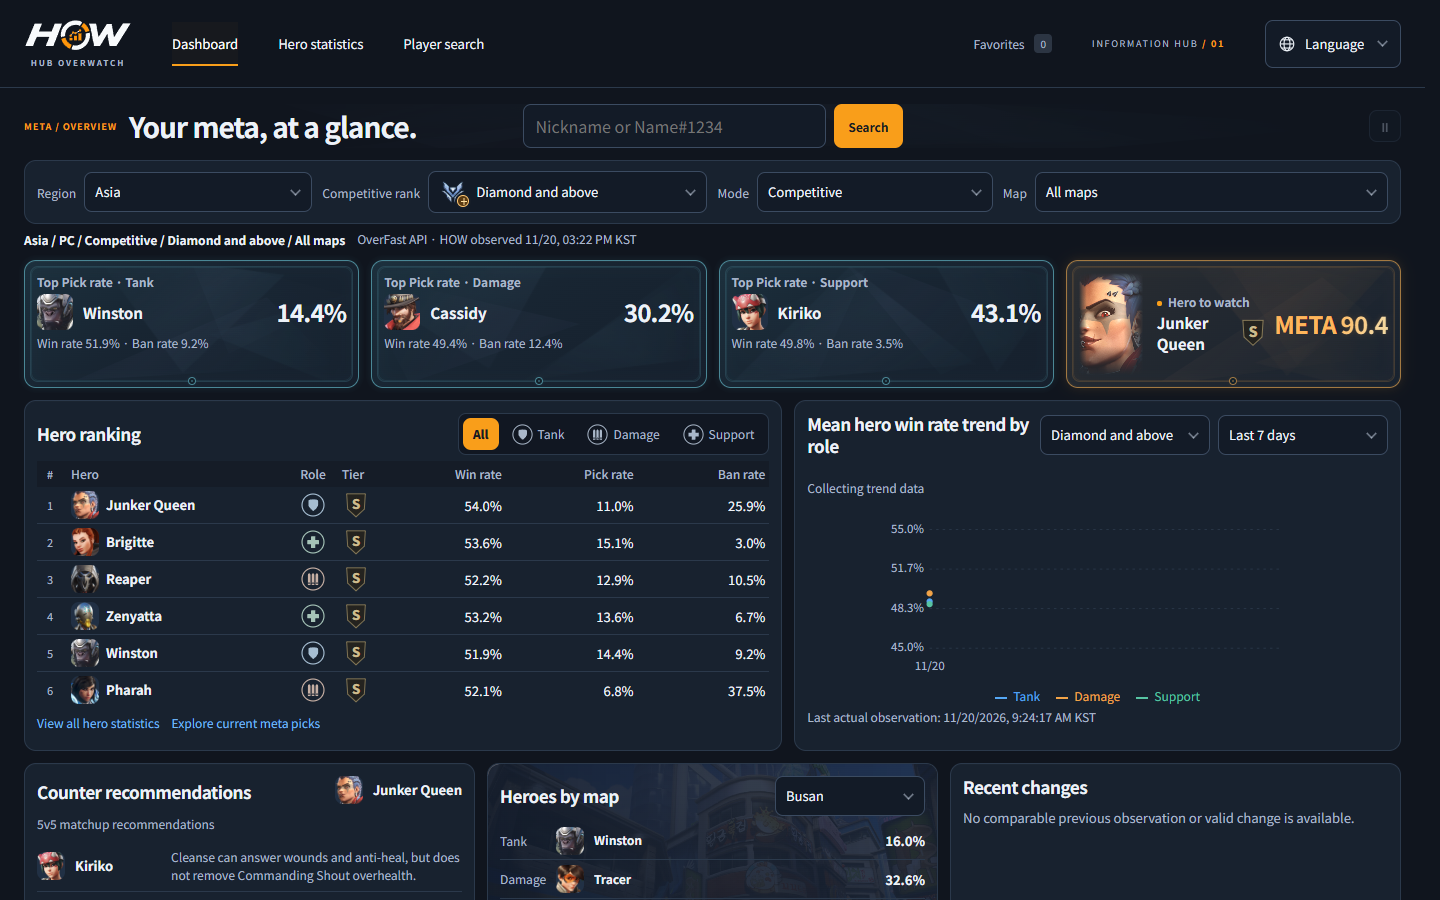 HOW
HUB OVERWATCH
Dashboard
Hero statistics
Player search
Favorites 0
INFORMATION HUB / 01
Language
META / OVERVIEW
Your meta, at a glance.
Nickname or Name#1234
Search
Region
Asia
Competitive rank
Diamond and above
Mode
Competitive
Map
All maps
Asia / PC / Competitive / Diamond and above / All maps
OverFast API · HOW observed 11/20, 03:22 PM KST
Top Pick rate · Tank
Winston
14.4%
Win rate 51.9% · Ban rate 9.2%
Top Pick rate · Damage
Cassidy
30.2%
Win rate 49.4% · Ban rate 12.4%
Top Pick rate · Support
Kiriko
43.1%
Win rate 49.8% · Ban rate 3.5%
Hero to watch
Junker
Queen
S
META 90.4
Hero ranking
All
Tank
Damage
Support
# Hero Role Tier Win rate Pick rate Ban rate
1 Junker Queen S 54.0% 11.0% 25.9%
2 Brigitte S 53.6% 15.1% 3.0%
3 Reaper S 52.2% 12.9% 10.5%
4 Zenyatta S 53.2% 13.6% 6.7%
5 Winston S 51.9% 14.4% 9.2%
6 Pharah S 52.1% 6.8% 37.5%
View all hero statistics
Explore current meta picks
Mean hero win rate trend by
role
Diamond and above
Last 7 days
Collecting trend data
55.0%
51.7%
48.3%
45.0%
11/20
Tank
Damage
Support
Last actual observation: 11/20/2026, 9:24:17 AM KST
Counter recommendations
Junker Queen
5v5 matchup recommendations
Kiriko
Cleanse can answer wounds and anti-heal, but does
not remove Commanding Shout overhealth.
Heroes by map
Busan
Tank Winston 16.0%
Damage Tracer 32.6%
Recent changes
No comparable previous observation or valid change is available.